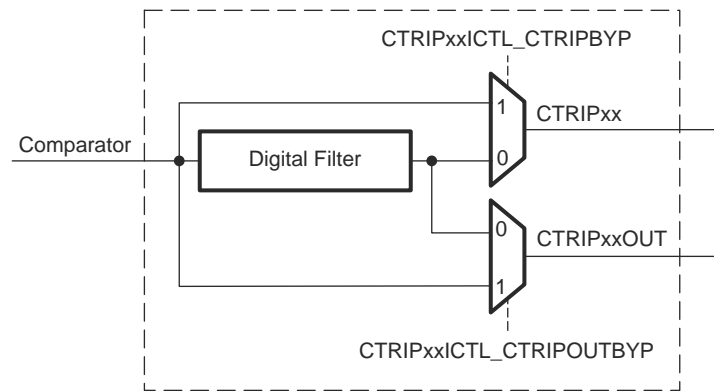 CTRIPxxICTL_CTRIPBYP
1
CTRIPxx
Comparator
Digital Filter
0
0
CTRIPxxOUT
1
CTRIPxxICTL_CTRIPOUTBYP